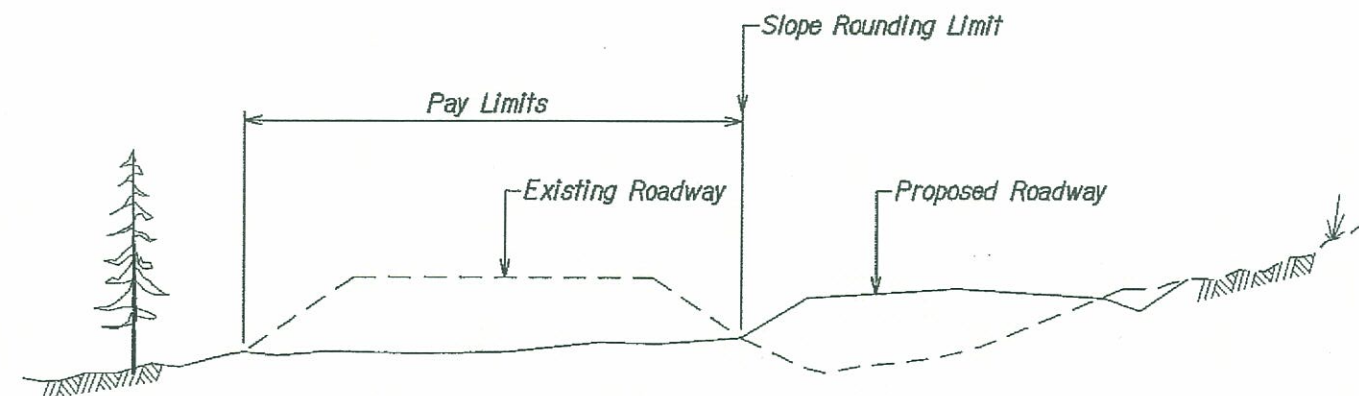 Slope Rounding Limit
Pay Limits
Existing Roadway
Proposed Roadway